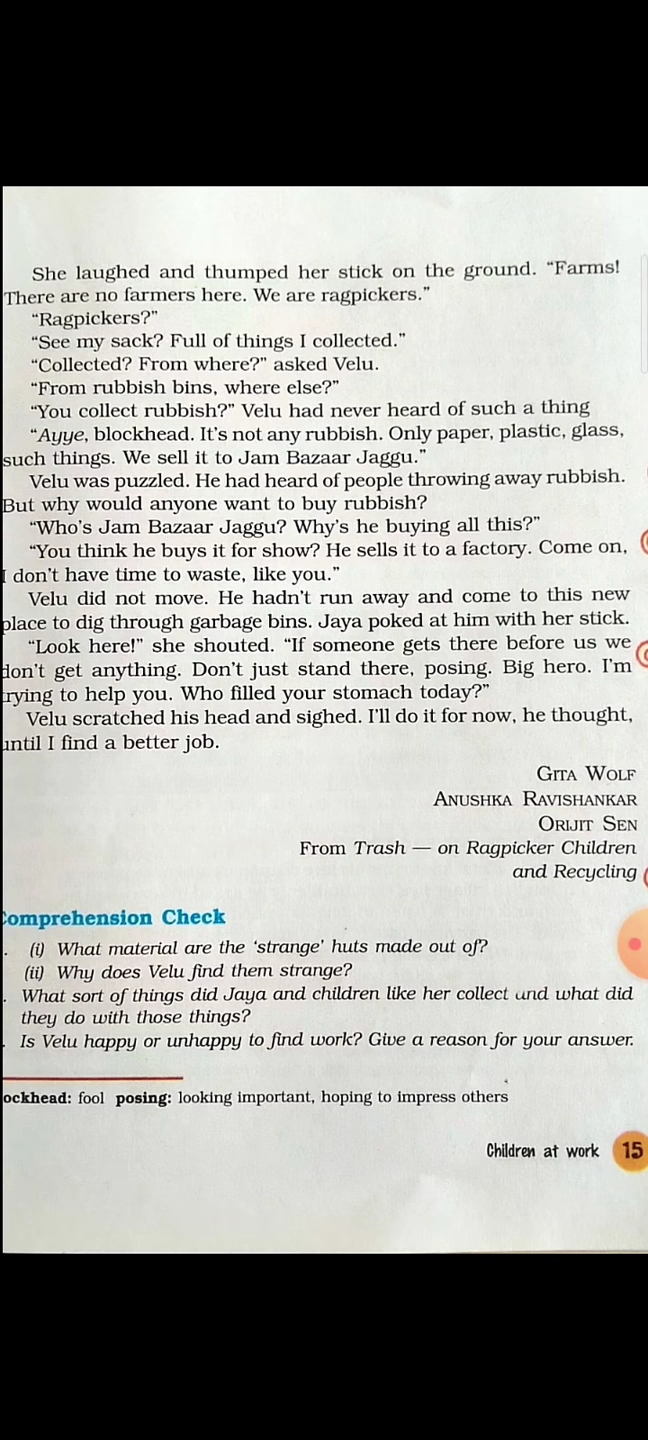 She laughed and thumped her stick on the ground. “Farms!
There are no farmers here. We are ragpickers.”
“Ragpickers?”
“See my sack? Full of things I collected.”
“Collected? From where?” asked Velu.
“From rubbish bins, where else?”
“You collect rubbish?” Velu had never heard of such a thing
“Ayye, blockhead. It’s not any rubbish. Only paper, plastic, glass,
such things. We sell it to Jam Bazaar Jaggu.”
Velu was puzzled. He had heard of people throwing away rubbish.
But why would anyone want to buy rubbish?
“Who’s Jam Bazaar Jaggu? Why’s he buying all this?”
“You think he buys it for show? He sells it to a factory. Come on,
I don’t have time to waste, like you.”
Velu did not move. He hadn’t run away and come to this new
place to dig through garbage bins. Jaya poked at him with her stick.
“Look here!” she shouted. “If someone gets there before us we
don’t get anything. Don’t just stand there, posing. Big hero. I’m
rying to help you. Who filled your stomach today?”
Velu scratched his head and sighed. I’ll do it for now, he thought,
until I find a better job.
GITA WOLF
ANUSHKA RAVISHANKAR
ORIJIT SEN
From Trash — on Ragpicker Children
and Recycling
Comprehension Check
. (i) What material are the ‘strange’ huts made out of?
(ii) Why does Velu find them strange?
. What sort of things did Jaya and children like her collect and what did
they do with those things?
. Is Velu happy or unhappy to find work? Give a reason for your answer.
ockhead: fool posing: looking important, hoping to impress others
Children at work 15